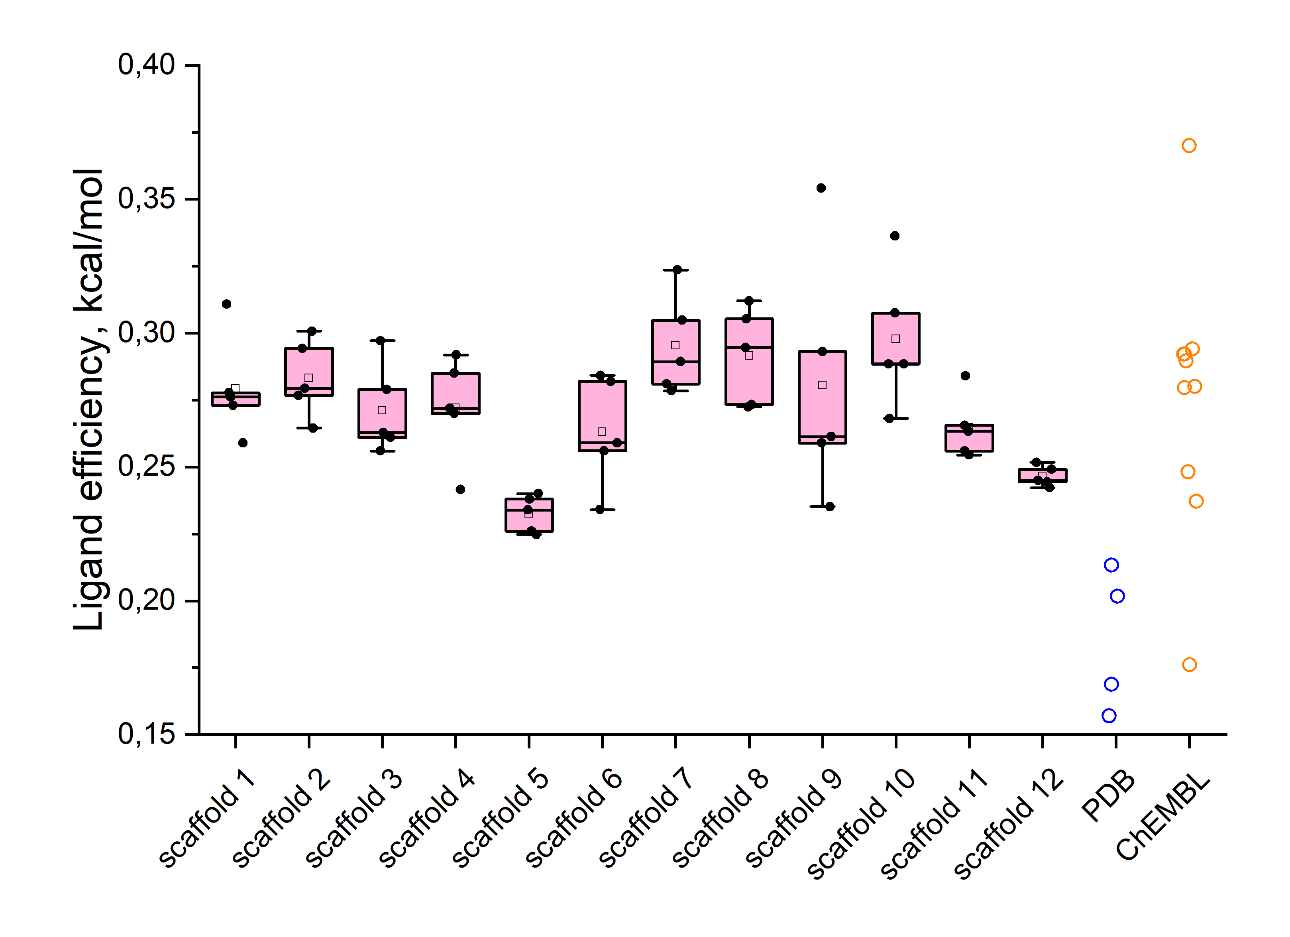 Ligand efficiency, kcal/mol
0,40
0,35
0,30
0,25
0,20
0,15
scaffold 1
scaffold 2
scaffold 3
scaffold 4
scaffold 5
scaffold 6
scaffold 7
scaffold 8
scaffold 9
scaffold 10
scaffold 11
scaffold 12
PDB
ChEMBL